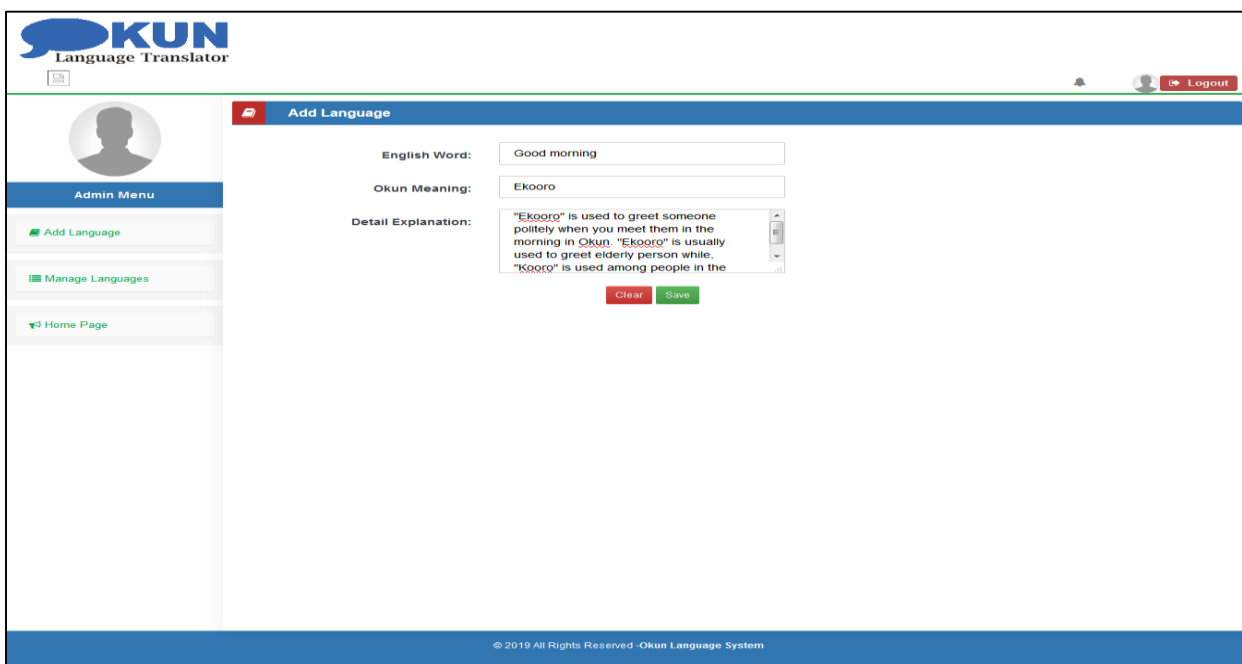 OKUN
Language Translator
Logout
Add Language
English Word: Good morning
Admin Menu
Okun Meaning: Ekooro
Detail Explanation: "Ekooro" is used to greet someone
politely when you meet them in the
morning in Okun. "Ekooro" is usually
used to greet elderly person while,
"Kooro" is used among people in the
Add Language
Manage Languages
Home Page
Clear Save
© 2019 All Rights Reserved -Okun Language System